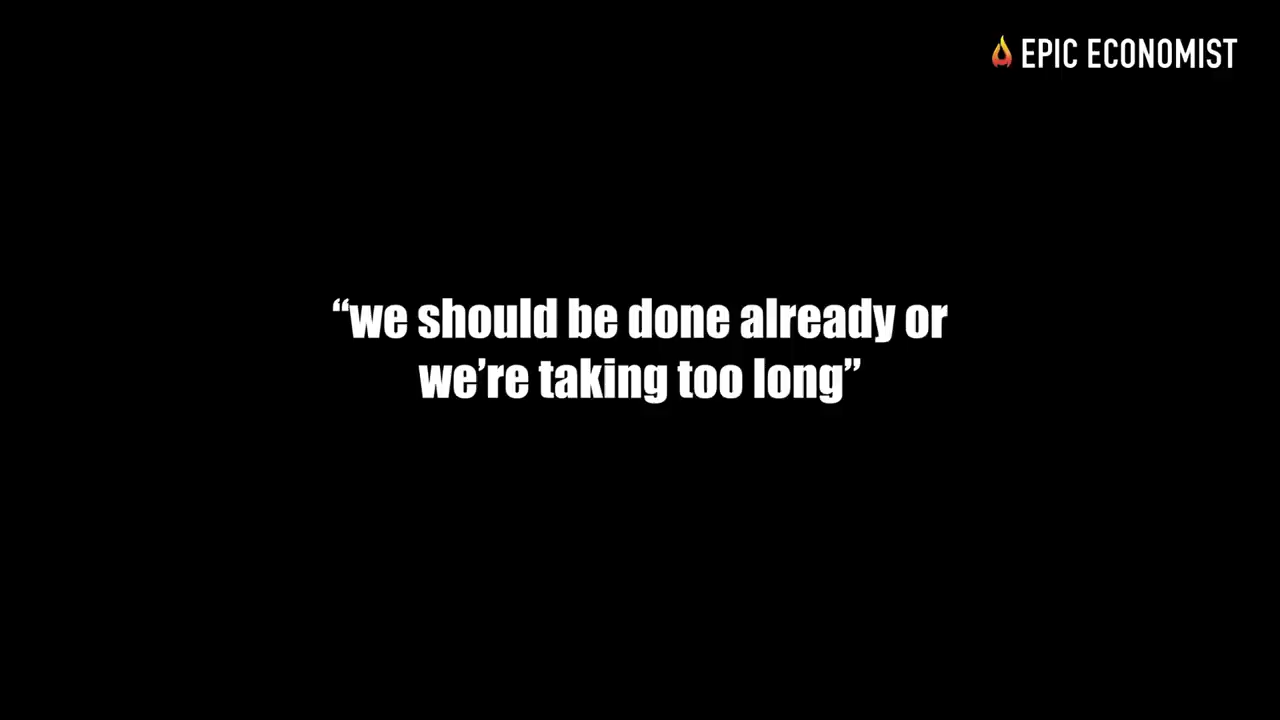 EPIC ECONOMIST
“we should be done already or
we’re taking too long”